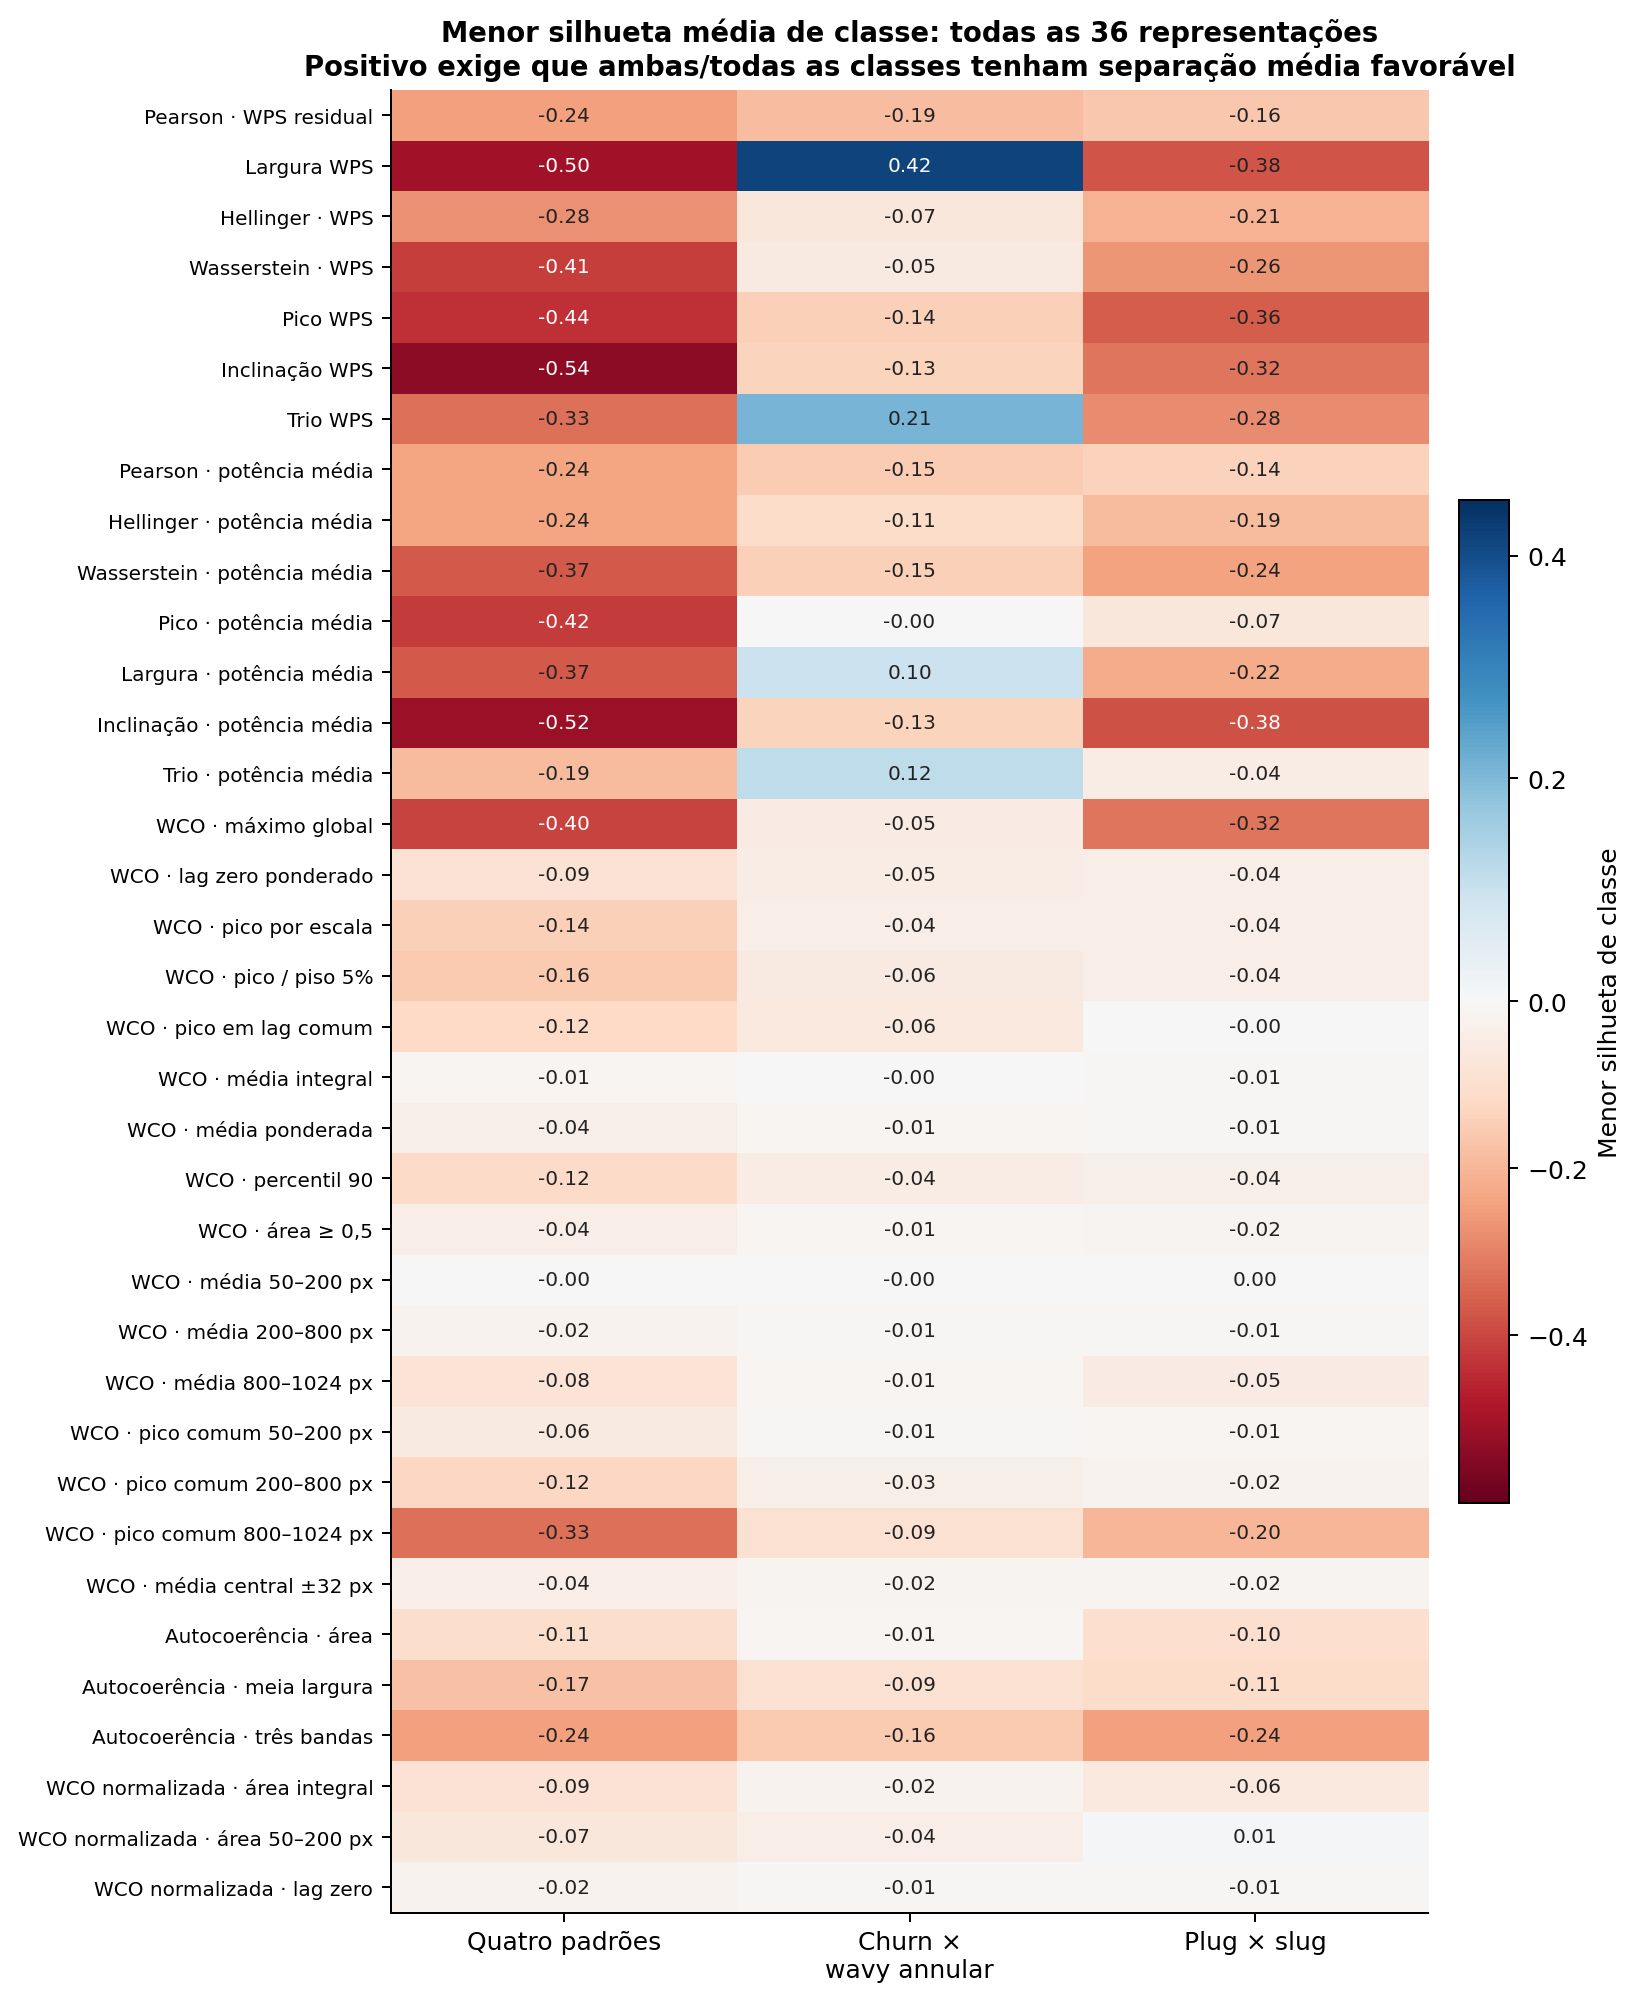 Menor silhueta média de classe: todas as 36 representações
Positivo exige que ambas/todas as classes tenham separação média favorável
Pearson · WPS residual -0.24 -0.19 -0.16
Largura WPS -0.50 0.42 -0.38
Hellinger · WPS -0.28 -0.07 -0.21
Wasserstein · WPS -0.41 -0.05 -0.26
Pico WPS -0.44 -0.14 -0.36
Inclinação WPS -0.54 -0.13 -0.32
Trio WPS -0.33 0.21 -0.28
Pearson · potência média -0.24 -0.15 -0.14
Hellinger · potência média -0.24 -0.11 -0.19
Wasserstein · potência média -0.37 -0.15 -0.24
Pico · potência média -0.42 -0.00 -0.07
Largura · potência média -0.37 0.10 -0.22
Inclinação · potência média -0.52 -0.13 -0.38
Trio · potência média -0.19 0.12 -0.04
WCO · máximo global -0.40 -0.05 -0.32
WCO · lag zero ponderado -0.09 -0.05 -0.04
WCO · pico por escala -0.14 -0.04 -0.04
WCO · pico / piso 5% -0.16 -0.06 -0.04
WCO · pico em lag comum -0.12 -0.06 -0.00
WCO · média integral -0.01 -0.00 -0.01
WCO · média ponderada -0.04 -0.01 -0.01
WCO · percentil 90 -0.12 -0.04 -0.04
WCO · área ≥ 0,5 -0.04 -0.01 -0.02
WCO · média 50–200 px -0.00 -0.00 0.00
WCO · média 200–800 px -0.02 -0.01 -0.01
WCO · média 800–1024 px -0.08 -0.01 -0.05
WCO · pico comum 50–200 px -0.06 -0.01 -0.01
WCO · pico comum 200–800 px -0.12 -0.03 -0.02
WCO · pico comum 800–1024 px -0.33 -0.09 -0.20
WCO · média central ±32 px -0.04 -0.02 -0.02
Autocoerência · área -0.11 -0.01 -0.10
Autocoerência · meia largura -0.17 -0.09 -0.11
Autocoerência · três bandas -0.24 -0.16 -0.24
WCO normalizada · área integral -0.09 -0.02 -0.06
WCO normalizada · área 50–200 px -0.07 -0.04 0.01
WCO normalizada · lag zero -0.02 -0.01 -0.01
Quatro padrões
Churn ×
wavy annular
Plug × slug
0.4
0.2
0.0
−0.2
−0.4
Menor silhueta de classe